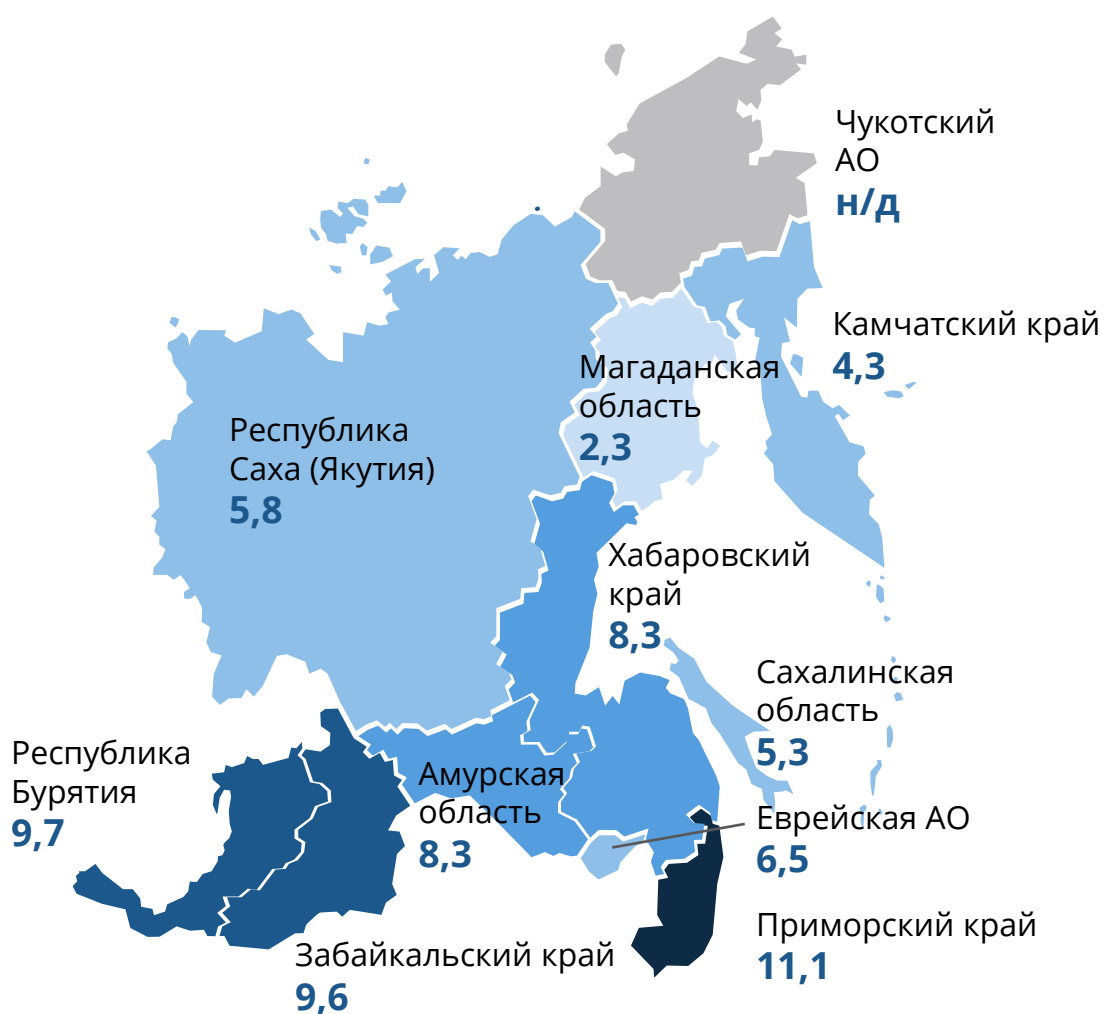 Чукотский
АО
н/д
Камчатский край
4,3
Магаданская
область
2,3
Республика
Саха (Якутия)
5,8
Хабаровский
край
8,3
Сахалинская
область
5,3
Республика
Бурятия
9,7
Амурская
область
8,3
Еврейская АО
6,5
Приморский край
11,1
Забайкальский край
9,6